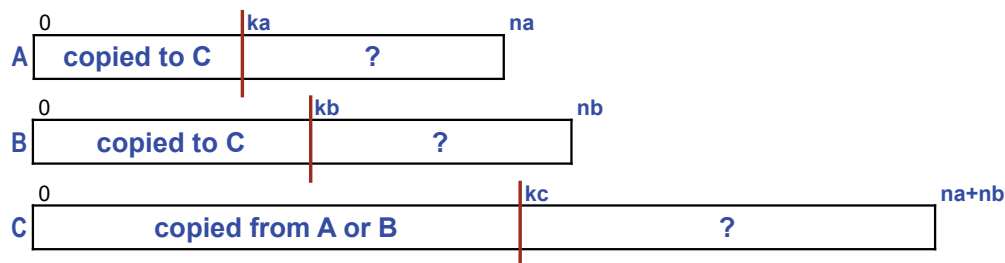 0 ka na
A copied to C ?
0 kb nb
B copied to C ?
0 kc na+nb
C copied from A or B ?